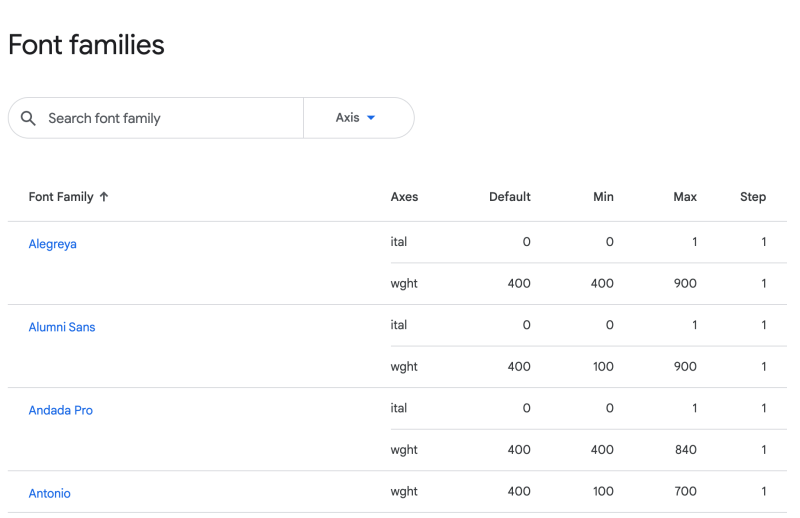 Font families
Search font family Axis
Font Family ↑ Axes Default Min Max Step
Alegreya ital 0 0 1 1
wght 400 400 900 1
Alumni Sans ital 0 0 1 1
wght 400 100 900 1
Andada Pro ital 0 0 1 1
wght 400 400 840 1
Antonio wght 400 100 700 1